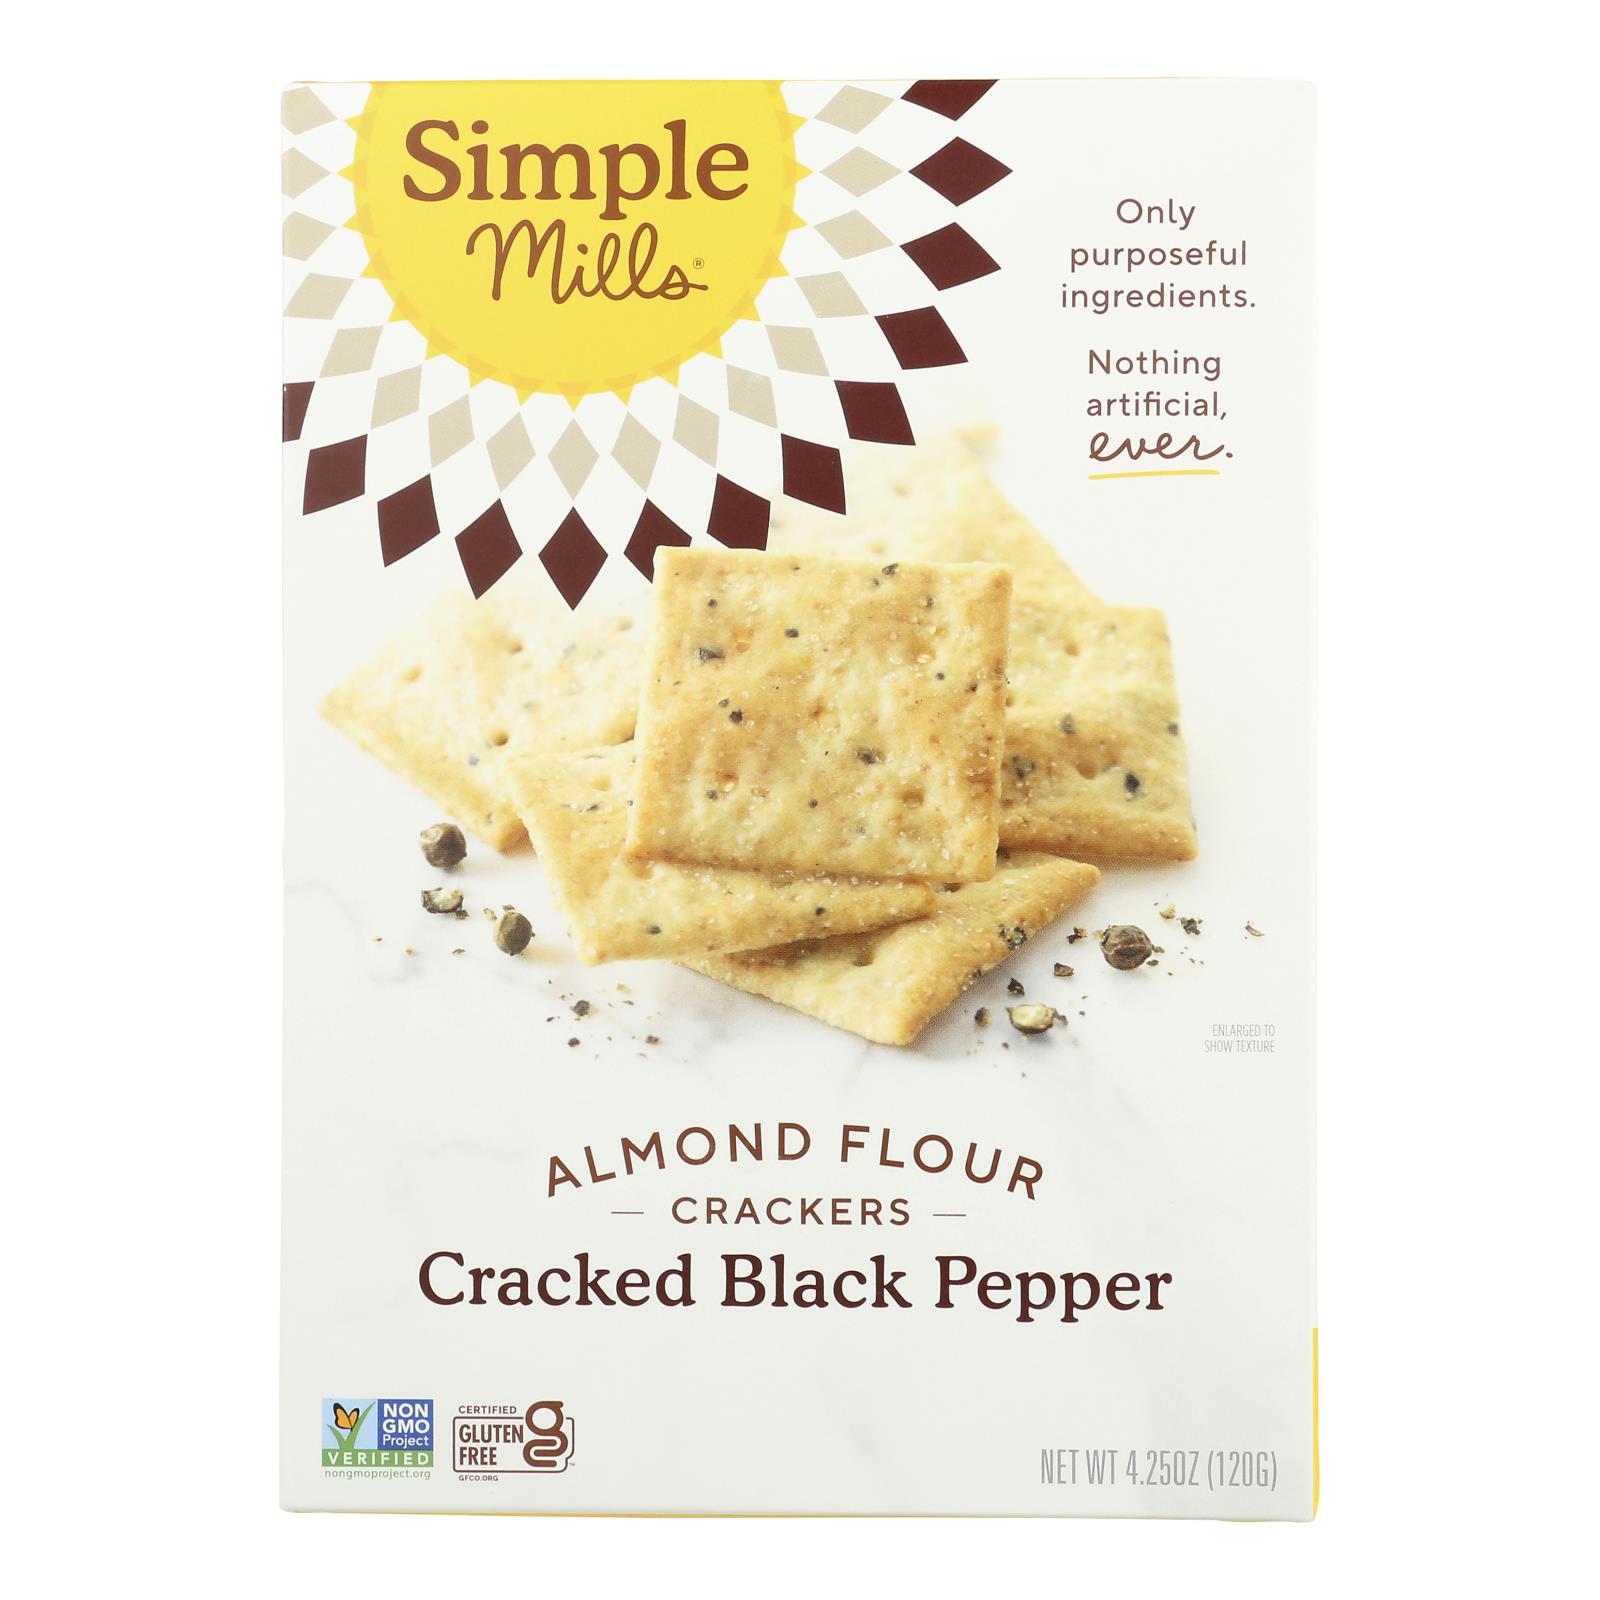 Simple
Mills®
Only
purposeful
ingredients.
Nothing
artificial,
ever.
ENLARGED TO
SHOW TEXTURE
ALMOND FLOUR
CRACKERS
Cracked Black Pepper
NON
GMO
Project
VERIFIED
nongmoproject.org
CERTIFIED
GLUTEN
FREE
GFCO.ORG
NET WT 4.25OZ (120G)